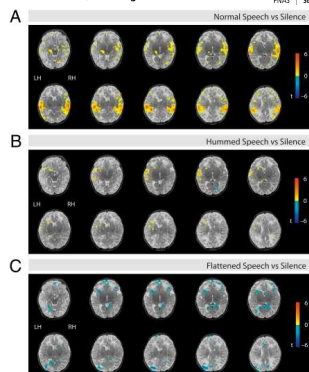 PNAS
A
Normal Speech vs Silence
6
0
t -6
LH RH
B
Hummed Speech vs Silence
6
0
t -6
LH RH
C
Flattened Speech vs Silence
6
0
t -6
LH RH